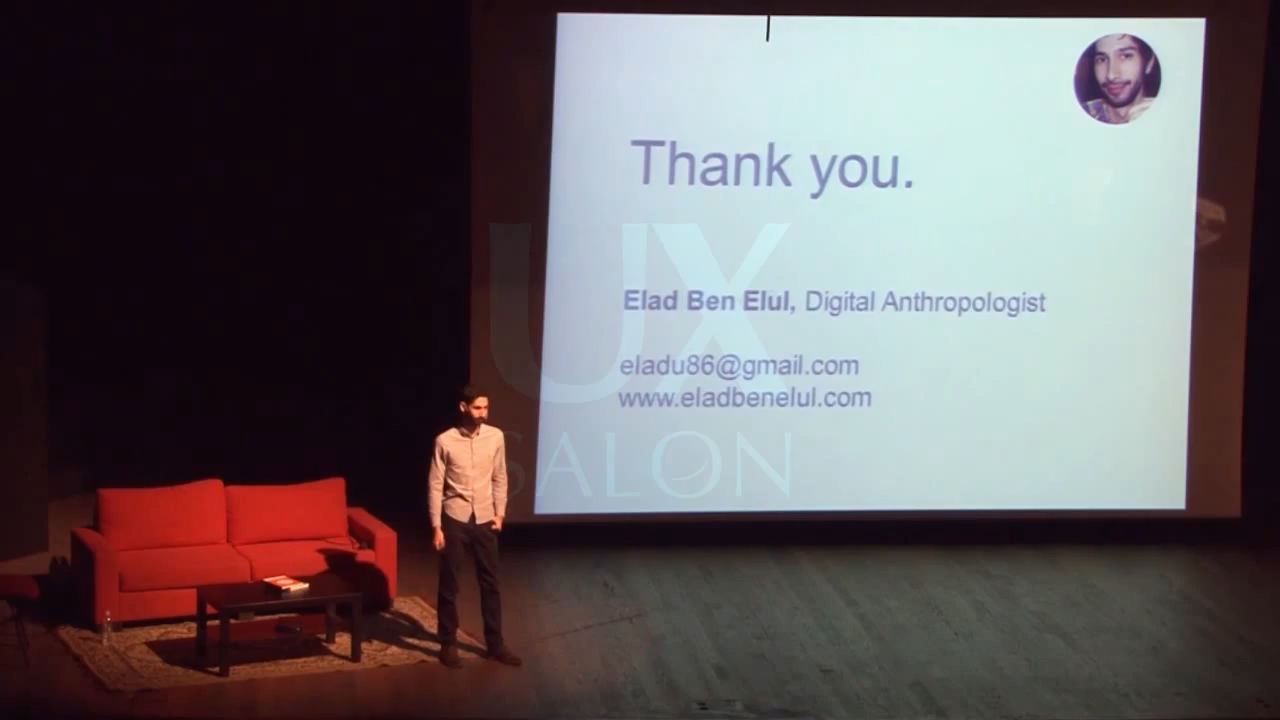 Thank you.
Elad Ben Elul, Digital Anthropologist
eladu86@gmail.com
www.eladbenelul.com
UX
SALON